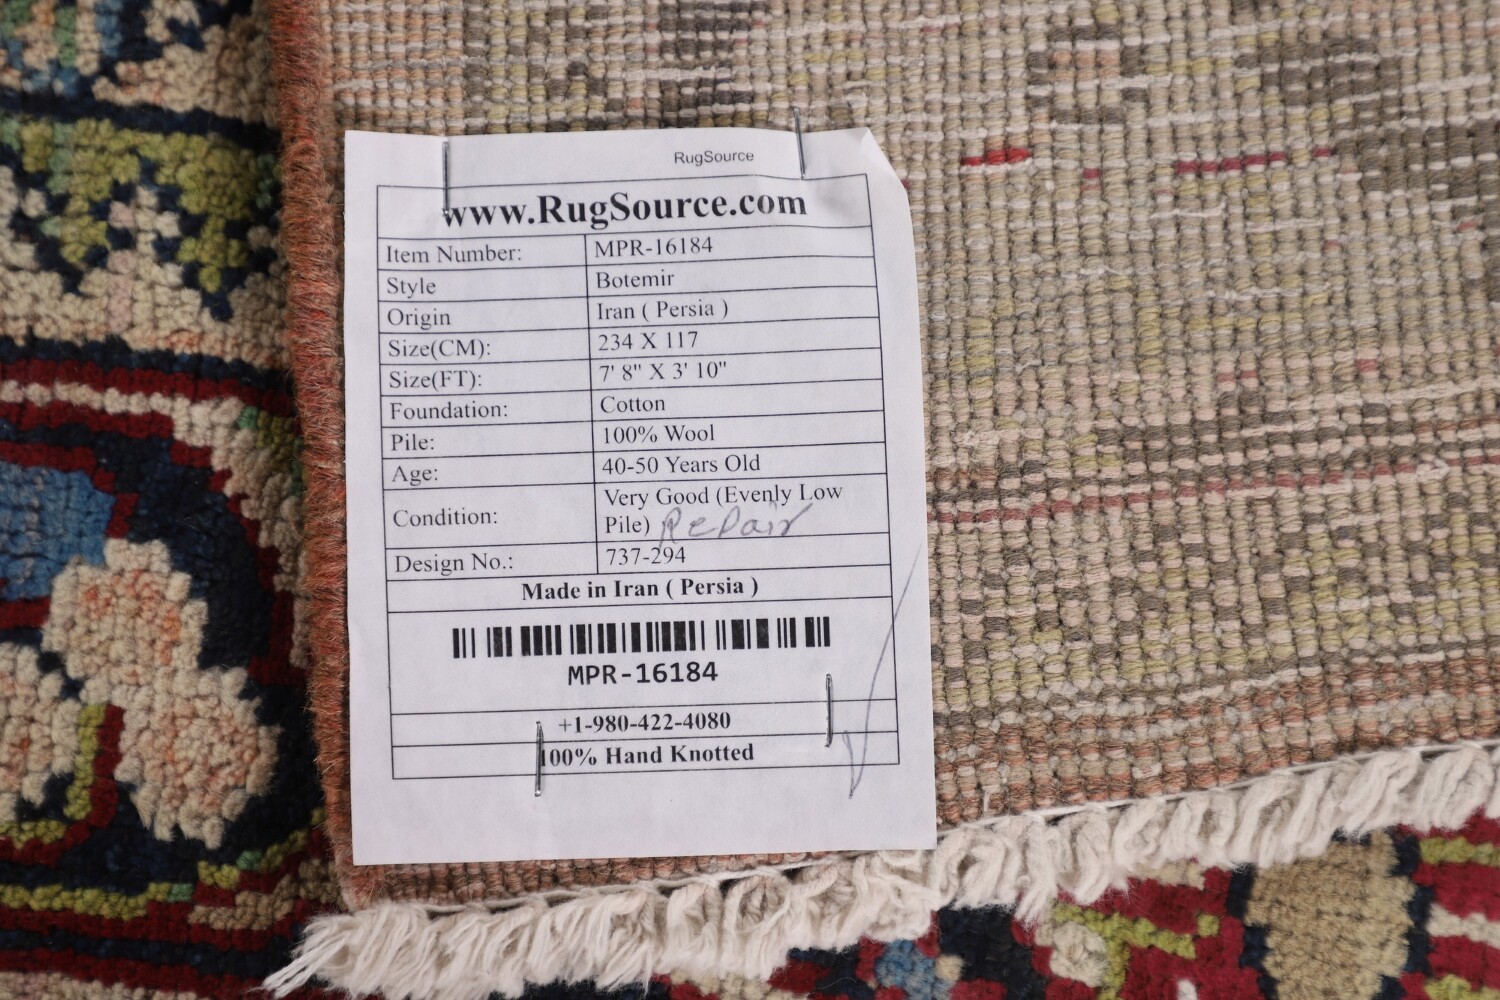 RugSource
www.RugSource.com
Item Number: MPR-16184
Style Botemir
Origin Iran ( Persia )
Size(CM): 234 X 117
Size(FT): 7' 8" X 3' 10"
Foundation: Cotton
Pile: 100% Wool
Age: 40-50 Years Old
Condition: Very Good (Evenly Low
Pile) Repair
Design No.: 737-294
Made in Iran ( Persia )
MPR-16184
+1-980-422-4080
100% Hand Knotted